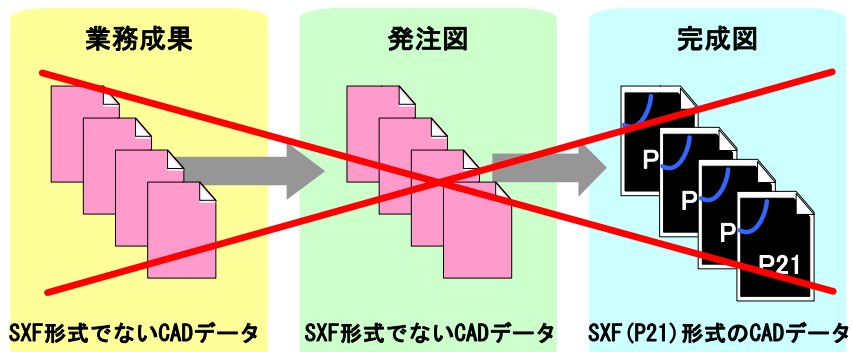 業務成果
発注図
完成図
P
P
P
P21
SXF形式でないCADデータ
SXF形式でないCADデータ
SXF(P21)形式のCADデータ